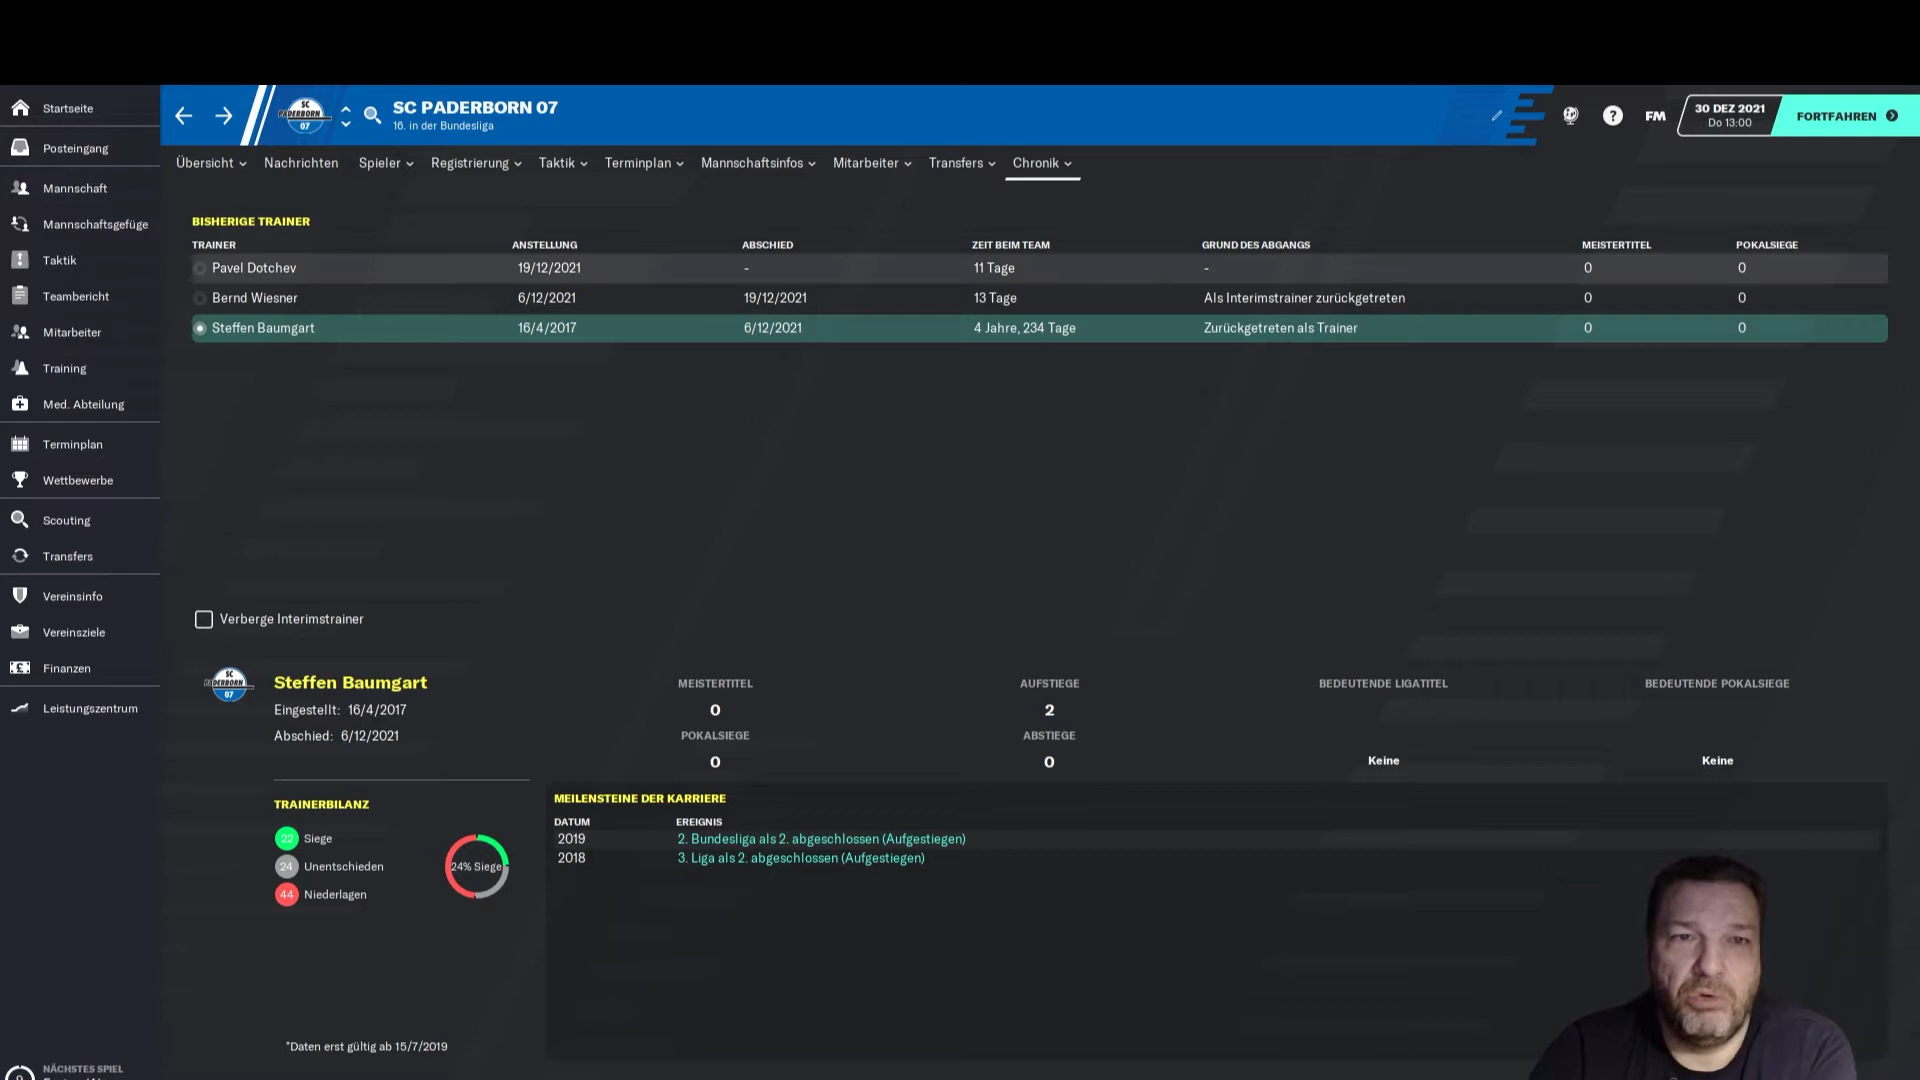 Startseite
Posteingang
Mannschaft
Mannschaftsgefüge
Taktik
Teambericht
Mitarbeiter
Training
Med. Abteilung
Terminplan
Wettbewerbe
Scouting
Transfers
Vereinsinfo
Vereinsziele
Finanzen
Leistungszentrum
NÄCHSTES SPIEL
SC PADERBORN 07
SC PADERBORN 07
16. in der Bundesliga
? FM 30 DEZ 2021
Do 13:00
FORTFAHREN
Übersicht Nachrichten Spieler Registrierung Taktik Terminplan Mannschaftsinfos Mitarbeiter Transfers Chronik
BISHERIGE TRAINER
TRAINER ANSTELLUNG ABSCHIED ZEIT BEIM TEAM GRUND DES ABGANGS MEISTERTITEL POKALSIEGE
Pavel Dotchev 19/12/2021 - 11 Tage - 0 0
Bernd Wiesner 6/12/2021 19/12/2021 13 Tage Als Interimstrainer zurückgetreten 0 0
Steffen Baumgart 16/4/2017 6/12/2021 4 Jahre, 234 Tage Zurückgetreten als Trainer 0 0
Verberge Interimstrainer
SC PADERBORN 07
Steffen Baumgart
Eingestellt: 16/4/2017
Abschied: 6/12/2021
MEISTERTITEL AUFSTIEGE BEDEUTENDE LIGATITEL BEDEUTENDE POKALSIEGE
0 2
POKALSIEGE ABSTIEGE
0 0 Keine Keine
TRAINERBILANZ
22 Siege
24 Unentschieden
44 Niederlagen
24% Siege
*Daten erst gültig ab 15/7/2019
MEILENSTEINE DER KARRIERE
DATUM EREIGNIS
2019 2. Bundesliga als 2. abgeschlossen (Aufgestiegen)
2018 3. Liga als 2. abgeschlossen (Aufgestiegen)